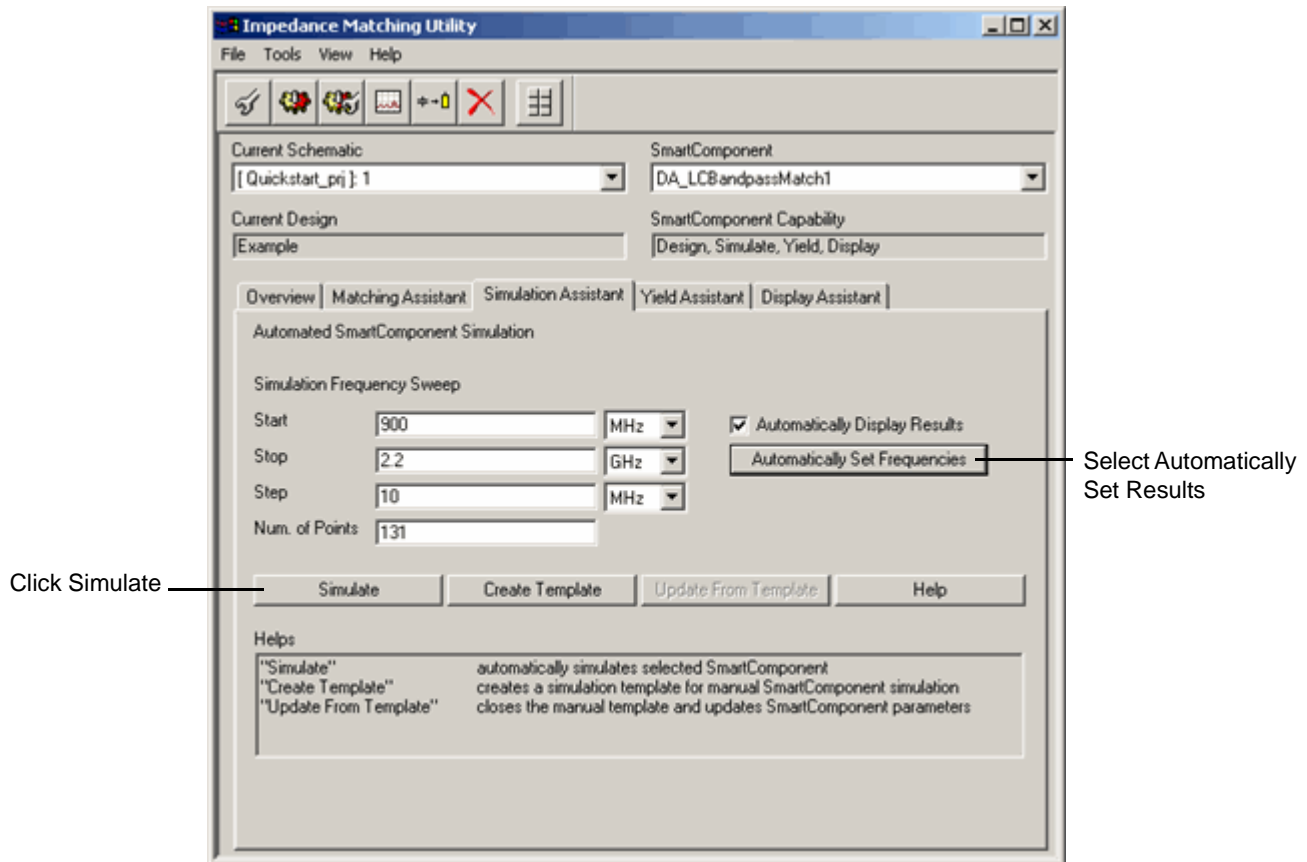 Impedance Matching Utility
File Tools View Help
Current Schematic
SmartComponent
[ Quickstart_prj ]: 1
DA_LCBandpassMatch1
Current Design
SmartComponent Capability
Example
Design, Simulate, Yield, Display
Overview Matching Assistant Simulation Assistant Yield Assistant Display Assistant
Automated SmartComponent Simulation
Simulation Frequency Sweep
Start 900 MHz
Automatically Display Results
Stop 2.2 GHz
Automatically Set Frequencies
Select Automatically
Set Results
Step 10 MHz
Num. of Points 131
Click Simulate
Simulate Create Template Update From Template Help
Helps
"Simulate" automatically simulates selected SmartComponent
"Create Template" creates a simulation template for manual SmartComponent simulation
"Update From Template" closes the manual template and updates SmartComponent parameters